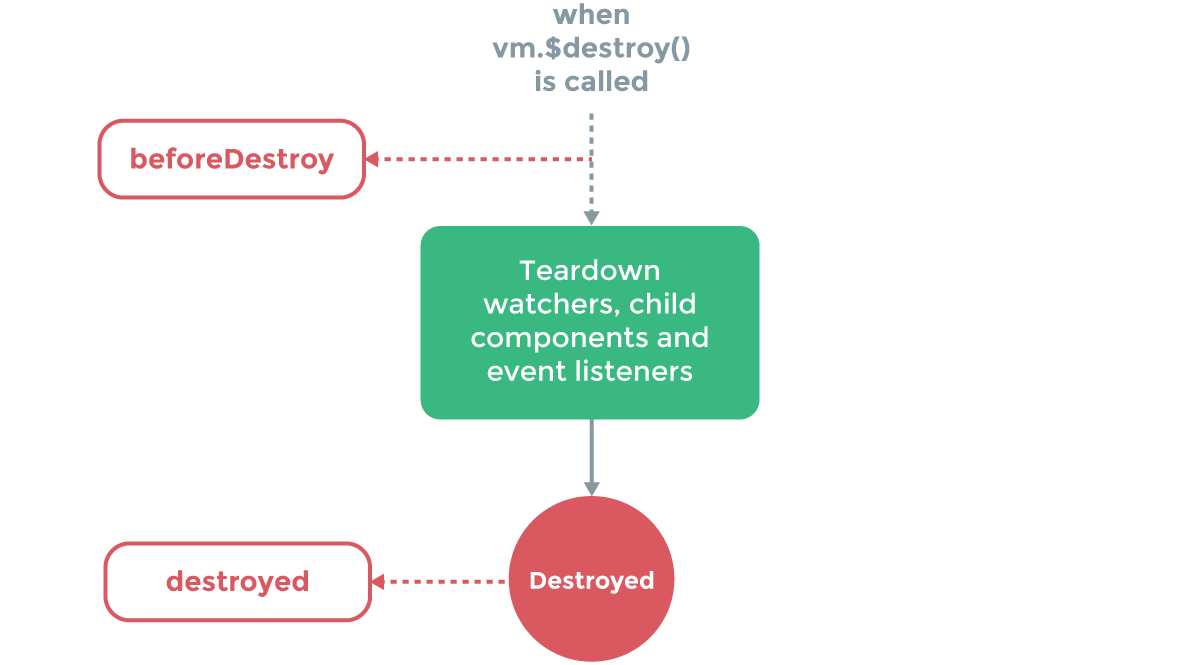 when
vm.$destroy()
is called
beforeDestroy
Teardown
watchers, child
components and
event listeners
destroyed
Destroyed